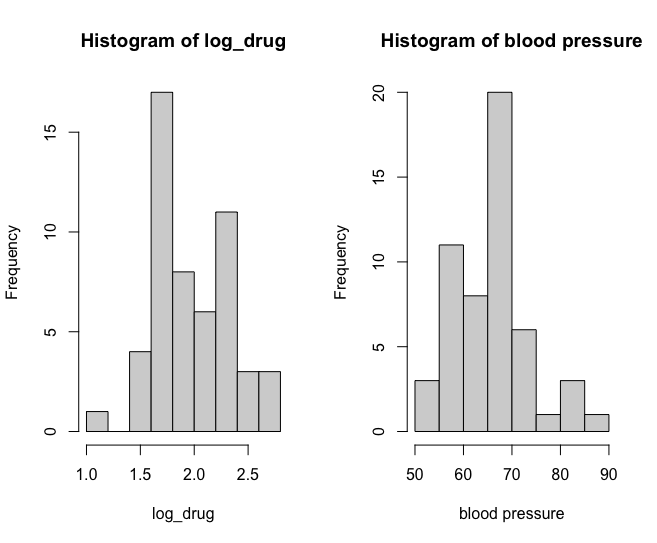 Histogram of log_drug
Frequency
15
10
5
0
1.0 1.5 2.0 2.5
log_drug
Histogram of blood pressure
Frequency
20
15
10
5
0
50 60 70 80 90
blood pressure